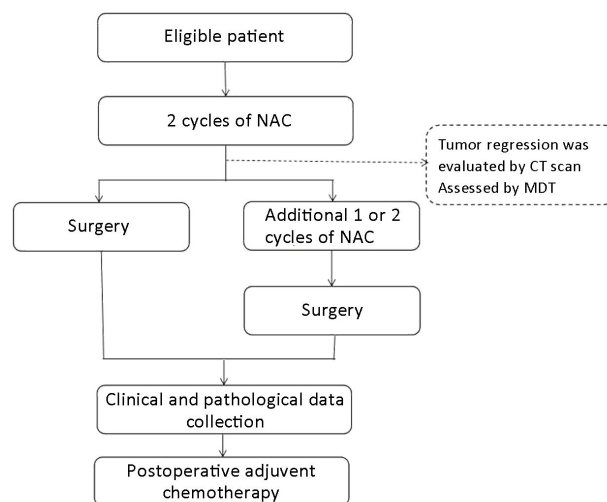 Eligible patient
2 cycles of NAC
Tumor regression was
evaluated by CT scan
Assessed by MDT
Surgery
Additional 1 or 2
cycles of NAC
Surgery
Clinical and pathological data
collection
Postoperative adjuvent
chemotherapy